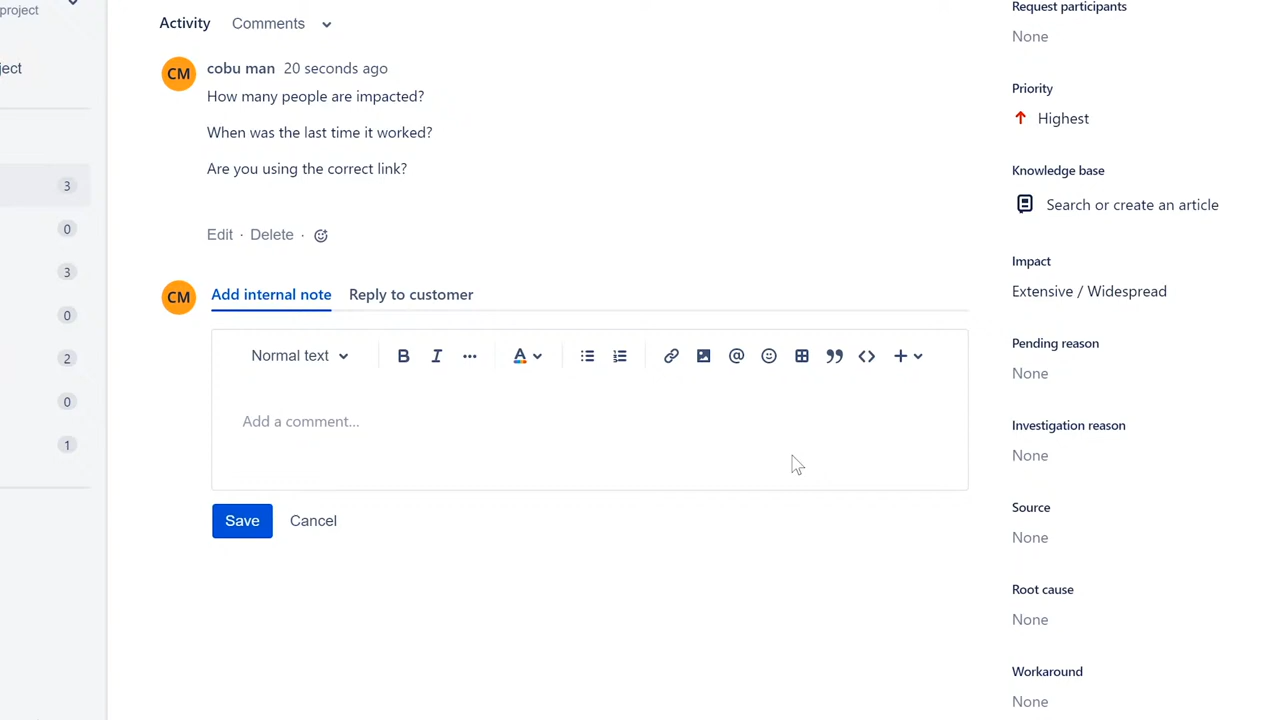 project
ject
3
0
3
0
2
0
1
Activity Comments
CM cobu man 20 seconds ago
How many people are impacted?
When was the last time it worked?
Are you using the correct link?
Edit · Delete ·
CM Add internal note Reply to customer
Normal text B I ... A @ <> +
Add a comment...
Save Cancel
Request participants
None
Priority
Highest
Knowledge base
Search or create an article
Impact
Extensive / Widespread
Pending reason
None
Investigation reason
None
Source
None
Root cause
None
Workaround
None